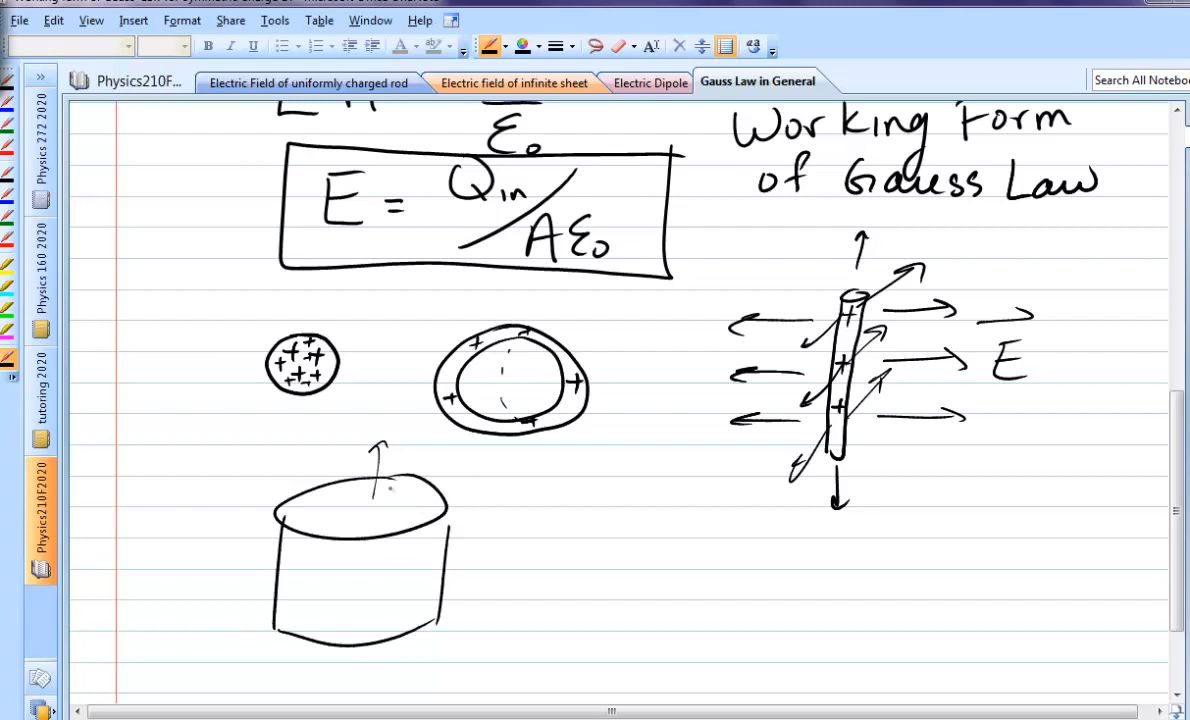 File Edit View Insert Format Share Tools Table Window Help
B I U
Physics210F... Electric Field of uniformly charged rod Electric field of infinite sheet Electric Dipole Gauss Law in General Search All Notebo
Physics 272 2020
Physics 160 2020
tutoring 2020
Physics210F2020
ε₀
Working Form
of Gauss Law
E = Qin / Aε₀
E